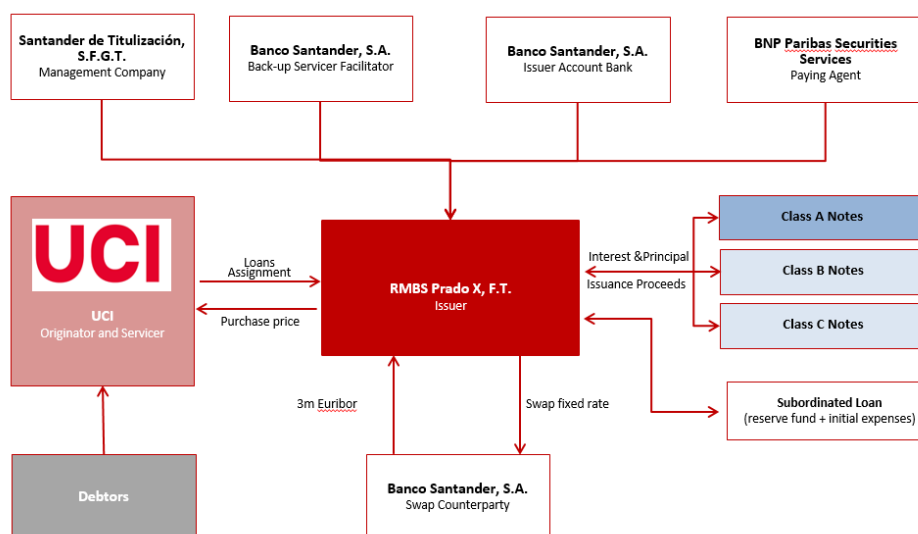 Santander de Titulización,
S.F.G.T.
Management Company
Banco Santander, S.A.
Back-up Servicer Facilitator
Banco Santander, S.A.
Issuer Account Bank
BNP Paribas Securities
Services
Paying Agent
UCI
UCI
Originator and Servicer
Loans
Assignment
Purchase price
RMBS Prado X, F.T.
Issuer
Interest &Principal
Issuance Proceeds
Class A Notes
Class B Notes
Class C Notes
3m Euribor
Swap fixed rate
Subordinated Loan
(reserve fund + initial expenses)
Debtors
Banco Santander, S.A.
Swap Counterparty